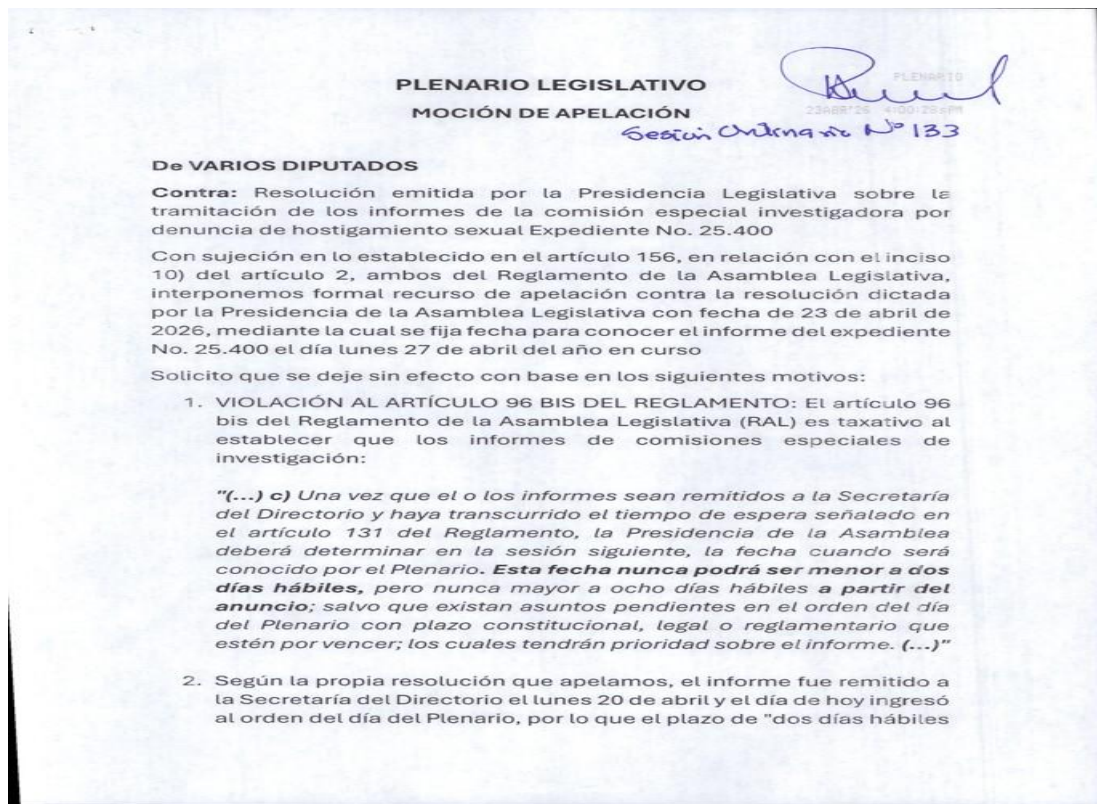 PLENARIO LEGISLATIVO
PLENARIO
MOCIÓN DE APELACIÓN
23ABR'26 4:00:29 PM
Sesión Ordinaria Nº 133
De VARIOS DIPUTADOS
Contra: Resolución emitida por la Presidencia Legislativa sobre la
tramitación de los informes de la comisión especial investigadora por
denuncia de hostigamiento sexual Expediente No. 25.400
Con sujeción en lo establecido en el artículo 156, en relación con el inciso
10) del artículo 2, ambos del Reglamento de la Asamblea Legislativa,
interponemos formal recurso de apelación contra la resolución dictada
por la Presidencia de la Asamblea Legislativa con fecha de 23 de abril de
2026, mediante la cual se fija fecha para conocer el informe del expediente
No. 25.400 el día lunes 27 de abril del año en curso
Solicito que se deje sin efecto con base en los siguientes motivos:
1. VIOLACIÓN AL ARTÍCULO 96 BIS DEL REGLAMENTO: El artículo 96
bis del Reglamento de la Asamblea Legislativa (RAL) es taxativo al
establecer que los informes de comisiones especiales de
investigación:
"(...) c) Una vez que el o los informes sean remitidos a la Secretaría
del Directorio y haya transcurrido el tiempo de espera señalado en
el artículo 131 del Reglamento, la Presidencia de la Asamblea
deberá determinar en la sesión siguiente, la fecha cuando será
conocido por el Plenario. Esta fecha nunca podrá ser menor a dos
días hábiles, pero nunca mayor a ocho días hábiles a partir del
anuncio; salvo que existan asuntos pendientes en el orden del día
del Plenario con plazo constitucional, legal o reglamentario que
estén por vencer; los cuales tendrán prioridad sobre el informe. (...)"
2. Según la propia resolución que apelamos, el informe fue remitido a
la Secretaría del Directorio el lunes 20 de abril y el día de hoy ingresó
al orden del día del Plenario, por lo que el plazo de "dos días hábiles